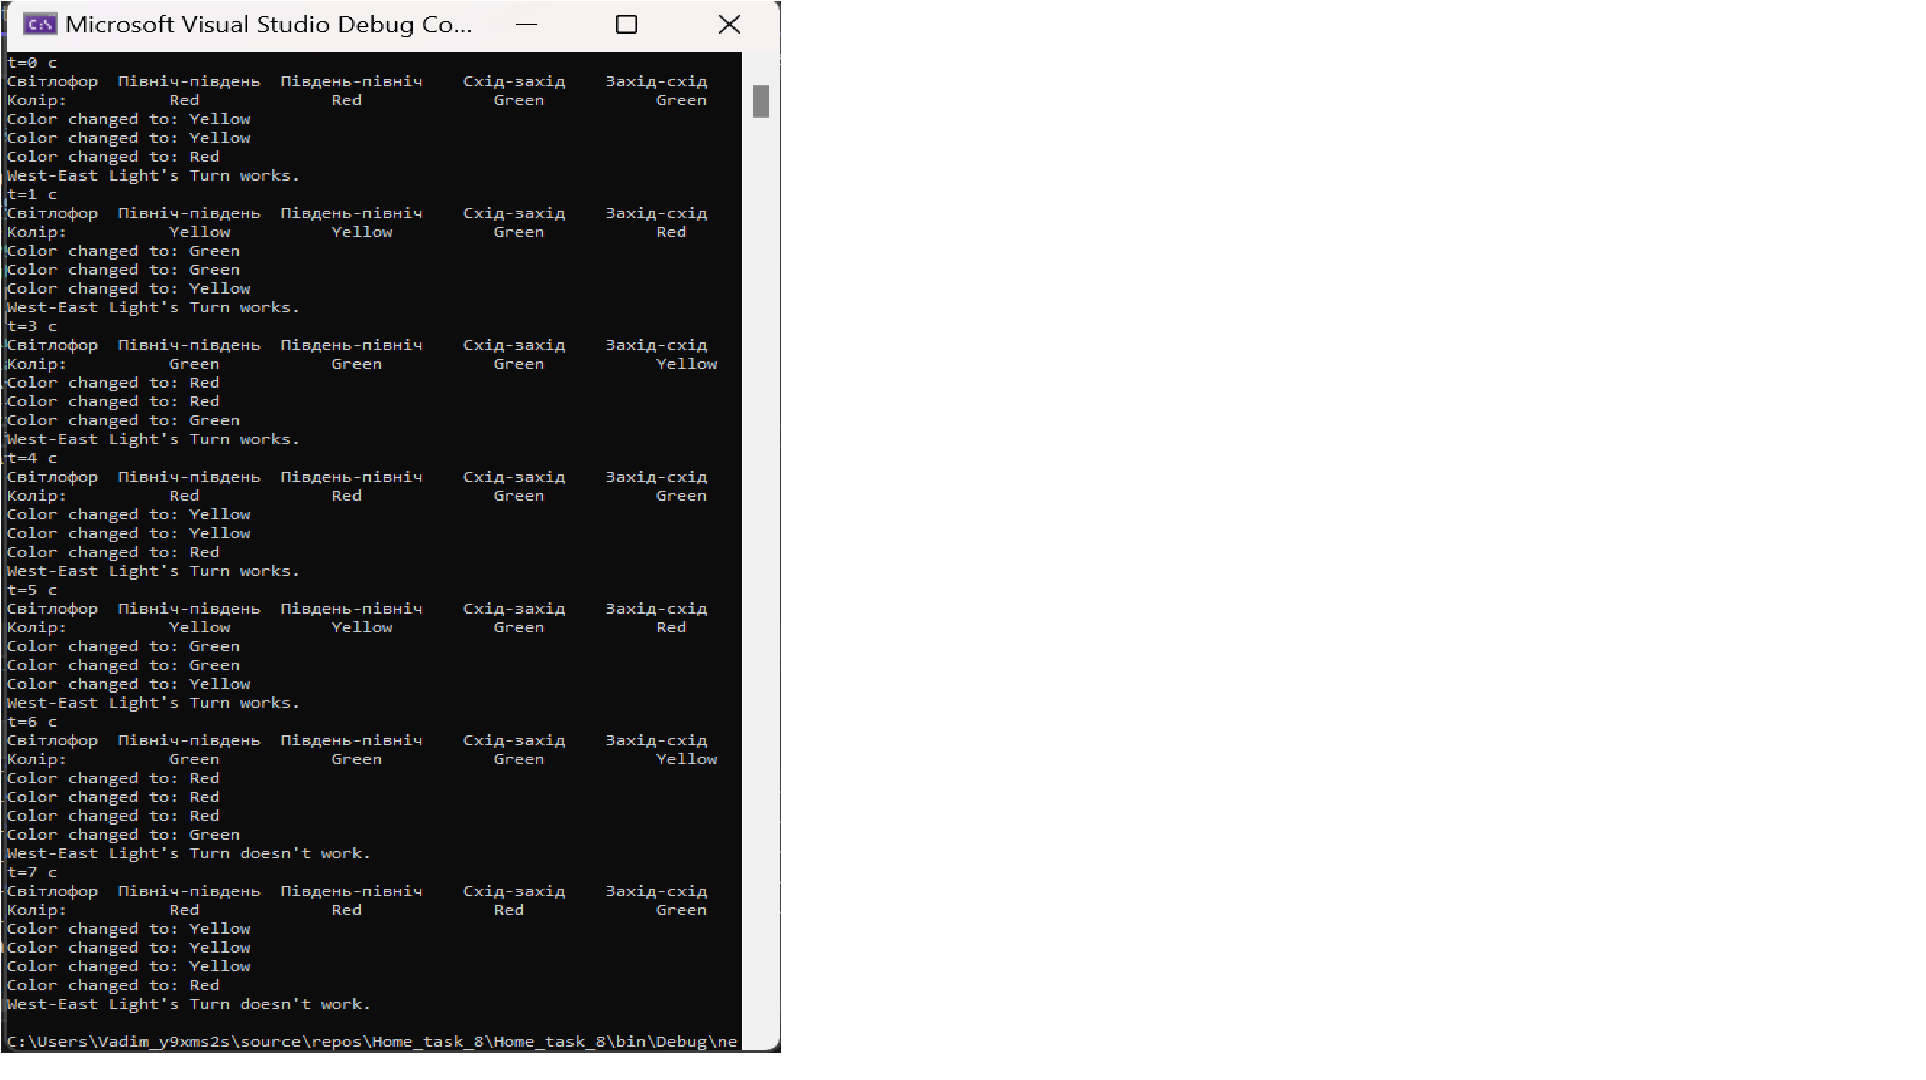 Microsoft Visual Studio Debug Co...
t=0 с
Світлофор Північ-південь Південь-північ Схід-захід Захід-схід
Колір: Red Red Green Green
Color changed to: Yellow
Color changed to: Yellow
Color changed to: Red
West-East Light's Turn works.
t=1 с
Світлофор Північ-південь Південь-північ Схід-захід Захід-схід
Колір: Yellow Yellow Green Red
Color changed to: Green
Color changed to: Green
Color changed to: Yellow
West-East Light's Turn works.
t=3 с
Світлофор Північ-південь Південь-північ Схід-захід Захід-схід
Колір: Green Green Green Yellow
Color changed to: Red
Color changed to: Red
Color changed to: Green
West-East Light's Turn works.
t=4 с
Світлофор Північ-південь Південь-північ Схід-захід Захід-схід
Колір: Red Red Green Green
Color changed to: Yellow
Color changed to: Yellow
Color changed to: Red
West-East Light's Turn works.
t=5 с
Світлофор Північ-південь Південь-північ Схід-захід Захід-схід
Колір: Yellow Yellow Green Red
Color changed to: Green
Color changed to: Green
Color changed to: Yellow
West-East Light's Turn works.
t=6 с
Світлофор Північ-південь Південь-північ Схід-захід Захід-схід
Колір: Green Green Green Yellow
Color changed to: Red
Color changed to: Red
Color changed to: Red
Color changed to: Green
West-East Light's Turn doesn't work.
t=7 с
Світлофор Північ-південь Південь-північ Схід-захід Захід-схід
Колір: Red Red Red Green
Color changed to: Yellow
Color changed to: Yellow
Color changed to: Yellow
Color changed to: Red
West-East Light's Turn doesn't work.
C:\Users\Vadim_y9xms2s\source\repos\Home_task_8\Home_task_8\bin\Debug\ne